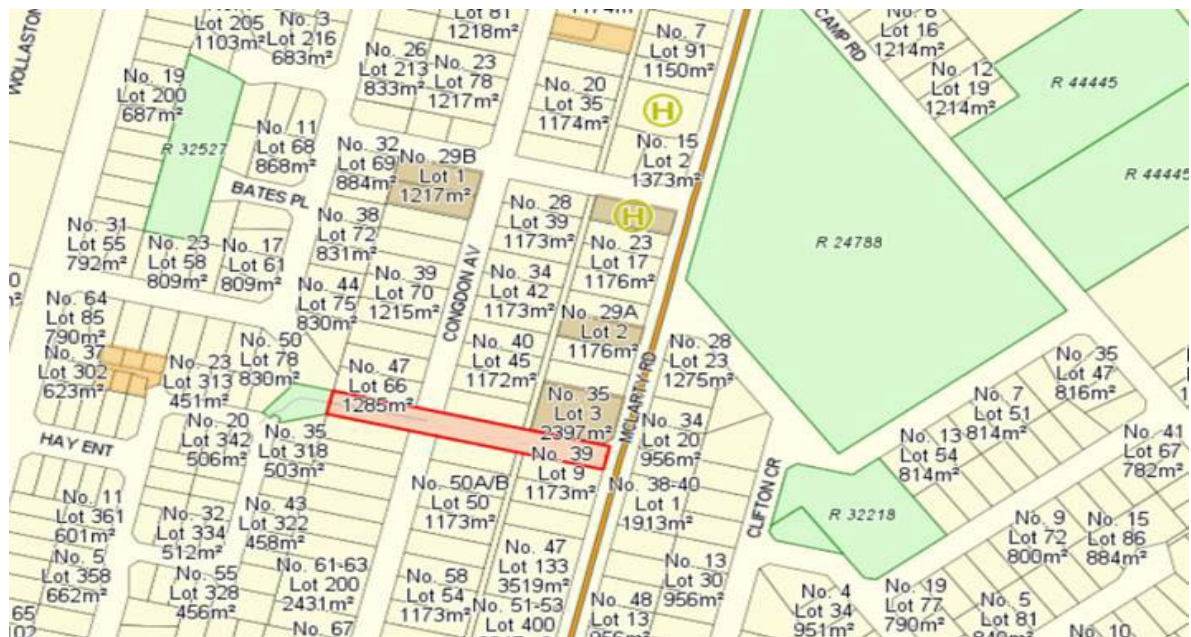 WOLLASTON
Lot 205
1103m²
No. 3
Lot 216
683m²
Lot 81
1218m²
1174m²
No. 7
Lot 91
1150m²
CAMP RD
No. 6
Lot 16
1214m²
No. 12
Lot 19
1214m²
R 44445
R 44445
No. 19
Lot 200
687m²
R 32527
No. 26
Lot 213
833m²
No. 23
Lot 78
1217m²
No. 20
Lot 35
1174m²
H
No. 15
Lot 2
1373m²
No. 11
Lot 68
868m²
BATES PL
No. 32
Lot 69
884m²
No. 29B
Lot 1
1217m²
No. 28
Lot 39
1173m²
H
No. 23
Lot 17
1176m²
R 24788
No. 31
Lot 55
792m²
No. 23
Lot 58
809m²
No. 17
Lot 61
809m²
No. 38
Lot 72
831m²
No. 39
Lot 70
1215m²
CONGDON AV
No. 34
Lot 42
1173m²
No. 29A
Lot 2
1176m²
No. 44
Lot 75
830m²
No. 64
Lot 85
790m²
No. 37
Lot 302
623m²
No. 23
Lot 313
451m²
No. 50
Lot 78
830m²
No. 47
Lot 66
1285m²
No. 40
Lot 45
1172m²
No. 35
Lot 3
2397m²
MCLARTY RD
No. 28
Lot 23
1275m²
No. 35
Lot 47
816m²
No. 7
Lot 51
814m²
No. 13
Lot 54
814m²
No. 41
Lot 67
782m²
HAY ENT
No. 20
Lot 342
506m²
No. 35
Lot 318
503m²
No. 39
Lot 9
1173m²
No. 34
Lot 20
956m²
CLIFTON CR
R 32218
No. 11
Lot 361
601m²
No. 32
Lot 334
512m²
No. 43
Lot 322
458m²
No. 50A/B
Lot 50
1173m²
No. 38-40
Lot 1
1913m²
No. 9
Lot 72
800m²
No. 15
Lot 86
884m²
No. 5
Lot 358
662m²
No. 55
Lot 328
456m²
No. 61-63
Lot 200
2431m²
No. 67
No. 58
Lot 54
1173m²
No. 47
Lot 133
3519m²
No. 51-53
Lot 400
No. 13
Lot 30
956m²
No. 48
Lot 13
No. 4
Lot 34
951m²
No. 19
Lot 77
790m²
No. 5
Lot 81
No. 10